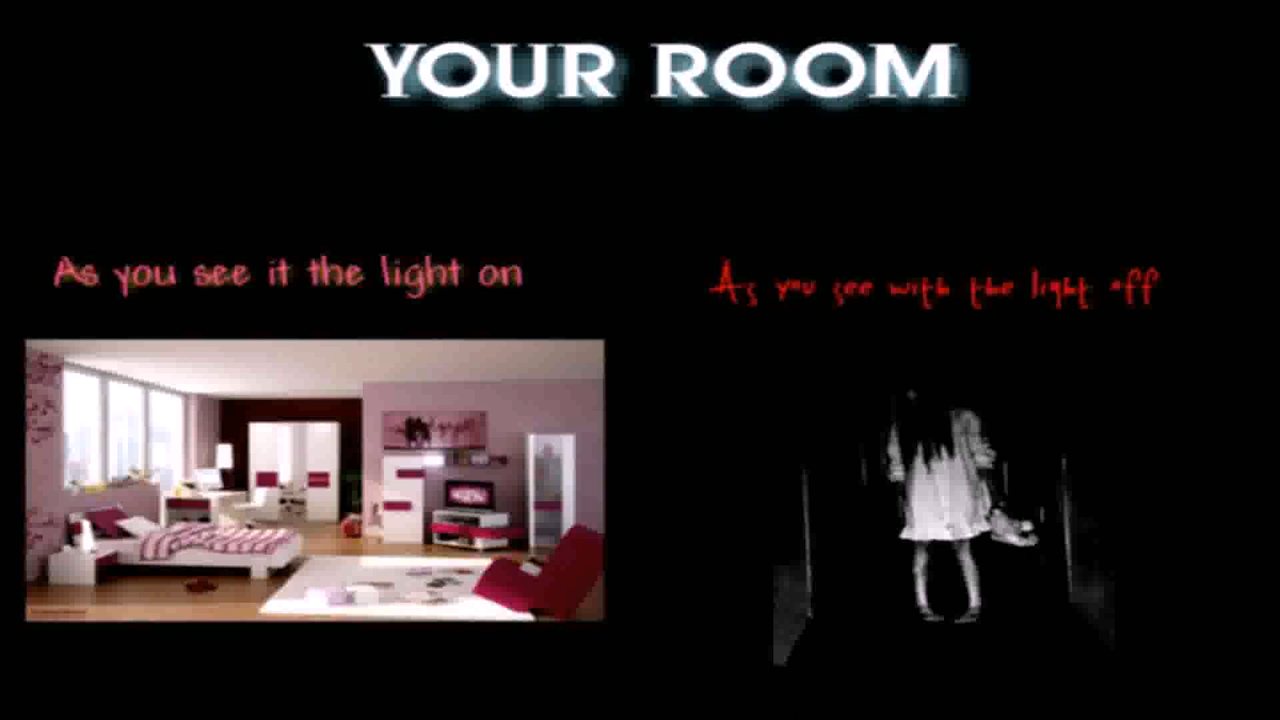 YOUR ROOM
As you see it the light on
As you see with the light off